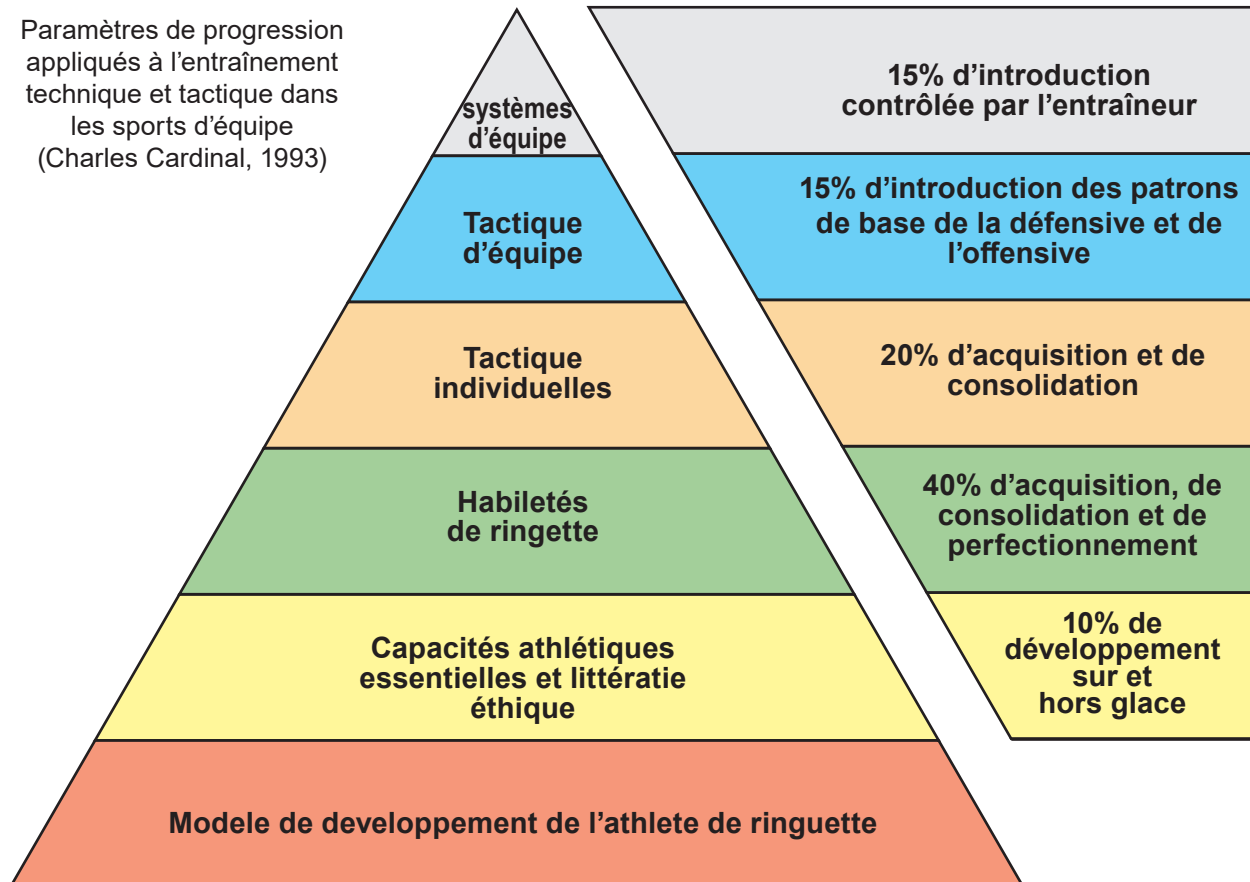 Paramètres de progression
appliqués à l’entraînement
technique et tactique dans
les sports d’équipe
(Charles Cardinal, 1993)
systèmes
d’équipe
15% d’introduction
contrôlée par l’entraîneur
Tactique
d’équipe
15% d’introduction des patrons
de base de la défensive et de
l’offensive
Tactique
individuelles
20% d’acquisition et de
consolidation
Habiletés
de ringette
40% d’acquisition, de
consolidation et de
perfectionnement
Capacités athlétiques
essentielles et littératie
éthique
10% de
développement
sur et
hors glace
Modele de developpement de l’athlete de ringuette